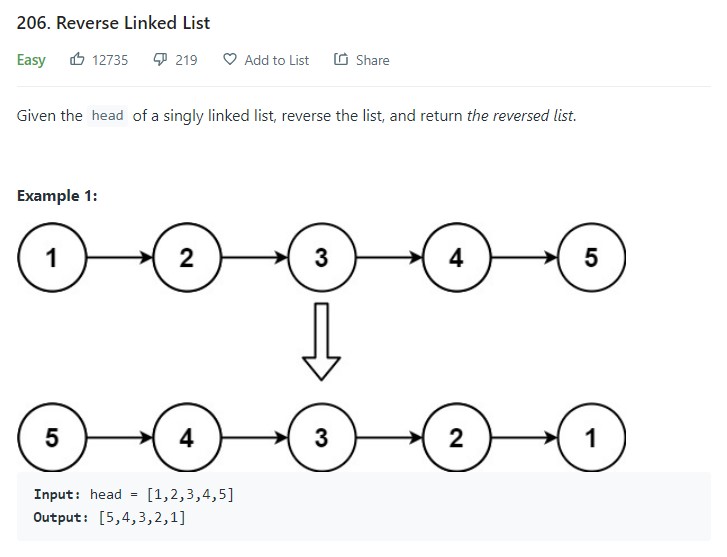 206. Reverse Linked List
Easy 12735 219 Add to List Share
Given the head of a singly linked list, reverse the list, and return the reversed list.
Example 1:
1 2 3 4 5
5 4 3 2 1
Input: head = [1,2,3,4,5]
Output: [5,4,3,2,1]